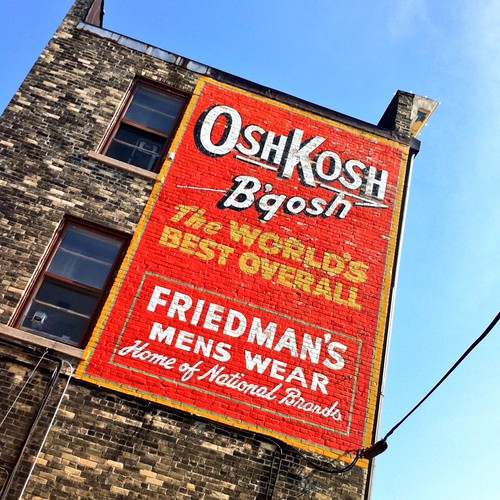 OSHKOSH
B'gosh
The WORLD'S
BEST OVERALL
FRIEDMAN'S
MENS WEAR
Home of National Brands